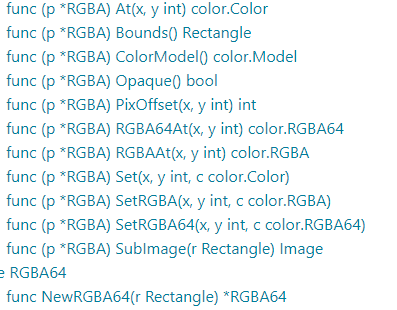 func (p *RGBA) At(x, y int) color.Color
func (p *RGBA) Bounds() Rectangle
func (p *RGBA) ColorModel() color.Model
func (p *RGBA) Opaque() bool
func (p *RGBA) PixOffset(x, y int) int
func (p *RGBA) RGBA64At(x, y int) color.RGBA64
func (p *RGBA) RGBAAt(x, y int) color.RGBA
func (p *RGBA) Set(x, y int, c color.Color)
func (p *RGBA) SetRGBA(x, y int, c color.RGBA)
func (p *RGBA) SetRGBA64(x, y int, c color.RGBA64)
func (p *RGBA) SubImage(r Rectangle) Image
e RGBA64
func NewRGBA64(r Rectangle) *RGBA64